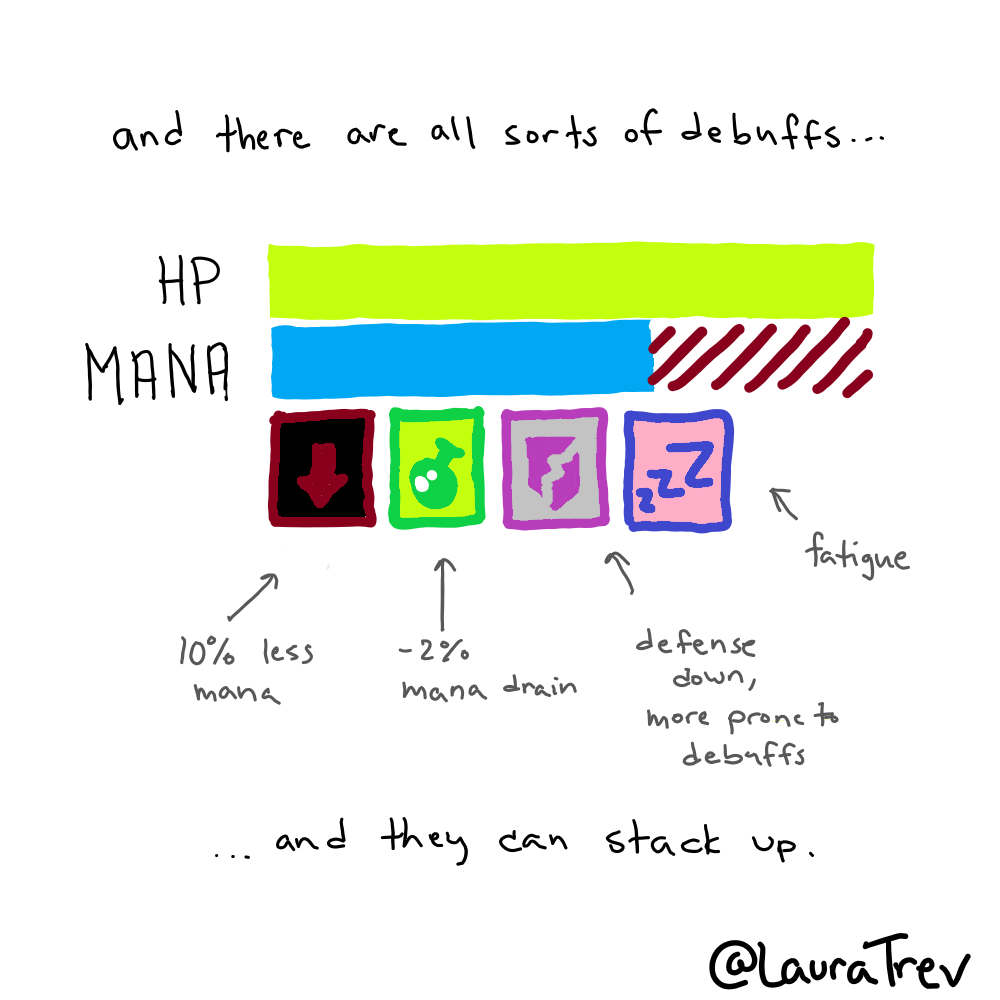 and there are all sorts of debuffs...
HP
MANA
zzz
fatigue
10% less
mana
-2%
mana drain
defense
down,
more prone to
debuffs
... and they can stack up.
@LauraTrev